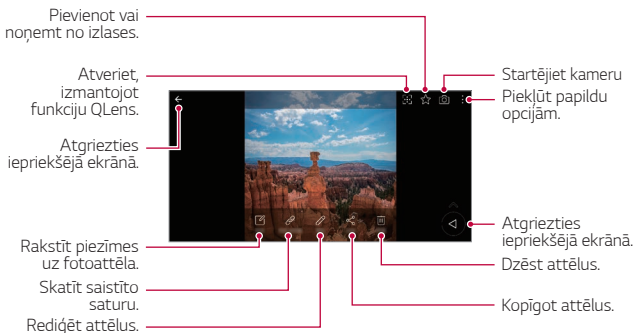 Pievienot vai
noņemt no izlases.
Atveriet,
izmantojot
funkciju QLens.
Atgriezties
iepriekšējā ekrānā.
Rakstīt piezīmes
uz fotoattēla.
Skatīt saistīto
saturu.
Rediģēt attēlus.
Startējiet kameru
Piekļūt papildu
opcijām.
Atgriezties
iepriekšējā ekrānā.
Dzēst attēlus.
Kopīgot attēlus.